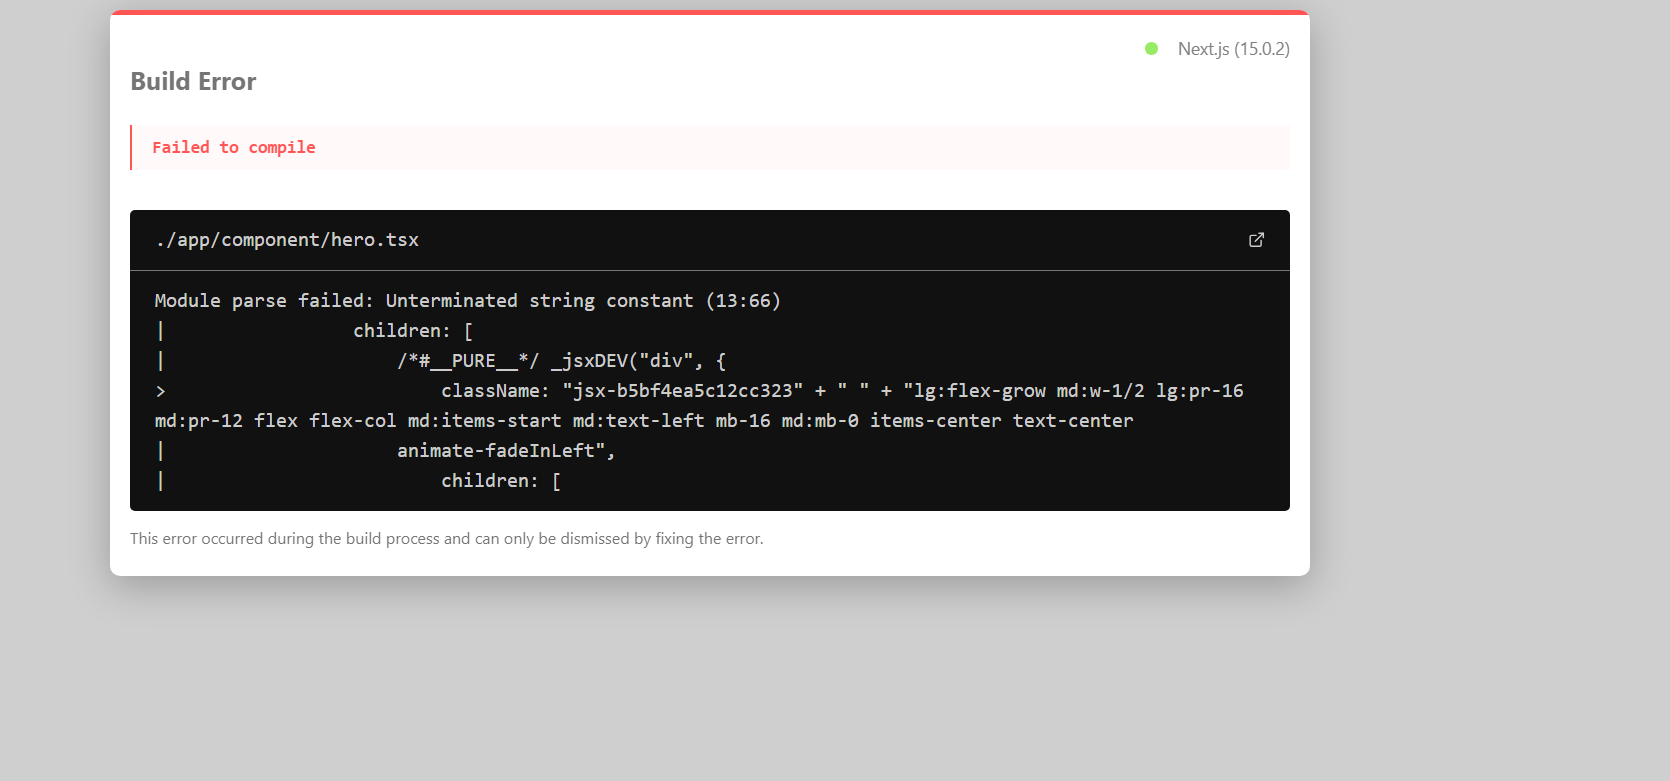 Next.js (15.0.2)
Build Error
Failed to compile
./app/component/hero.tsx
Module parse failed: Unterminated string constant (13:66)
|                 children: [
|                     /*#__PURE__*/ _jsxDEV("div", {
>                         className: "jsx-b5bf4ea5c12cc323" + " " + "lg:flex-grow md:w-1/2 lg:pr-16
md:pr-12 flex flex-col md:items-start md:text-left mb-16 md:mb-0 items-center text-center
|                     animate-fadeInLeft",
|                         children: [
This error occurred during the build process and can only be dismissed by fixing the error.